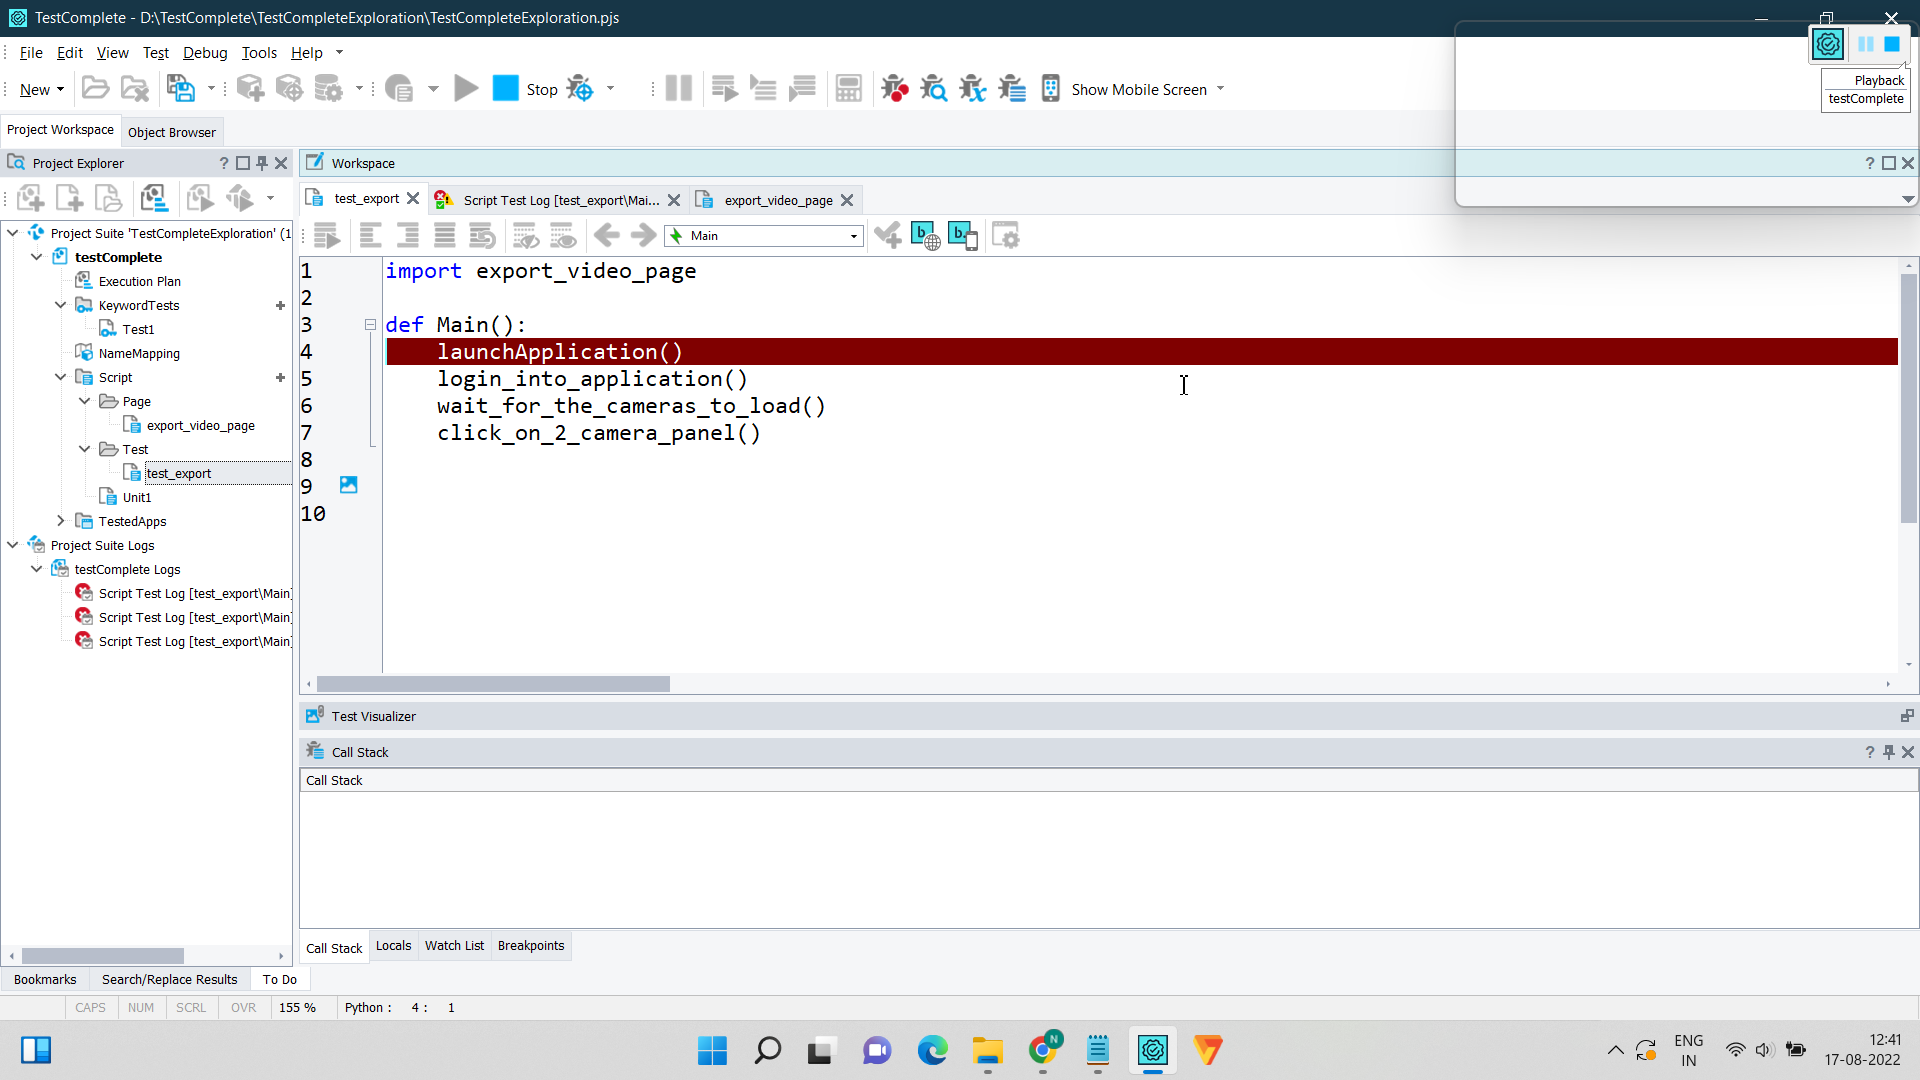 TestComplete - D:\TestComplete\TestCompleteExploration\TestCompleteExploration.pjs
File Edit View Test Debug Tools Help
Playback
testComplete
New Stop Show Mobile Screen
Project Workspace Object Browser
Project Explorer ?
Workspace ?
test_export Script Test Log [test_export\Mai... export_video_page
Main
Project Suite 'TestCompleteExploration' (1
testComplete
Execution Plan
KeywordTests
Test1
NameMapping
Script
Page
export_video_page
Test
test_export
Unit1
TestedApps
Project Suite Logs
testComplete Logs
Script Test Log [test_export\Main]
Script Test Log [test_export\Main]
Script Test Log [test_export\Main]
1 import export_video_page
2
3 def Main():
4 launchApplication()
5 login_into_application()
6 wait_for_the_cameras_to_load()
7 click_on_2_camera_panel()
8
9
10
Test Visualizer
Call Stack ?
Call Stack
Call Stack Locals Watch List Breakpoints
Bookmarks Search/Replace Results To Do
CAPS NUM SCRL OVR 155 % Python : 4 : 1
N
ENG
IN
12:41
17-08-2022